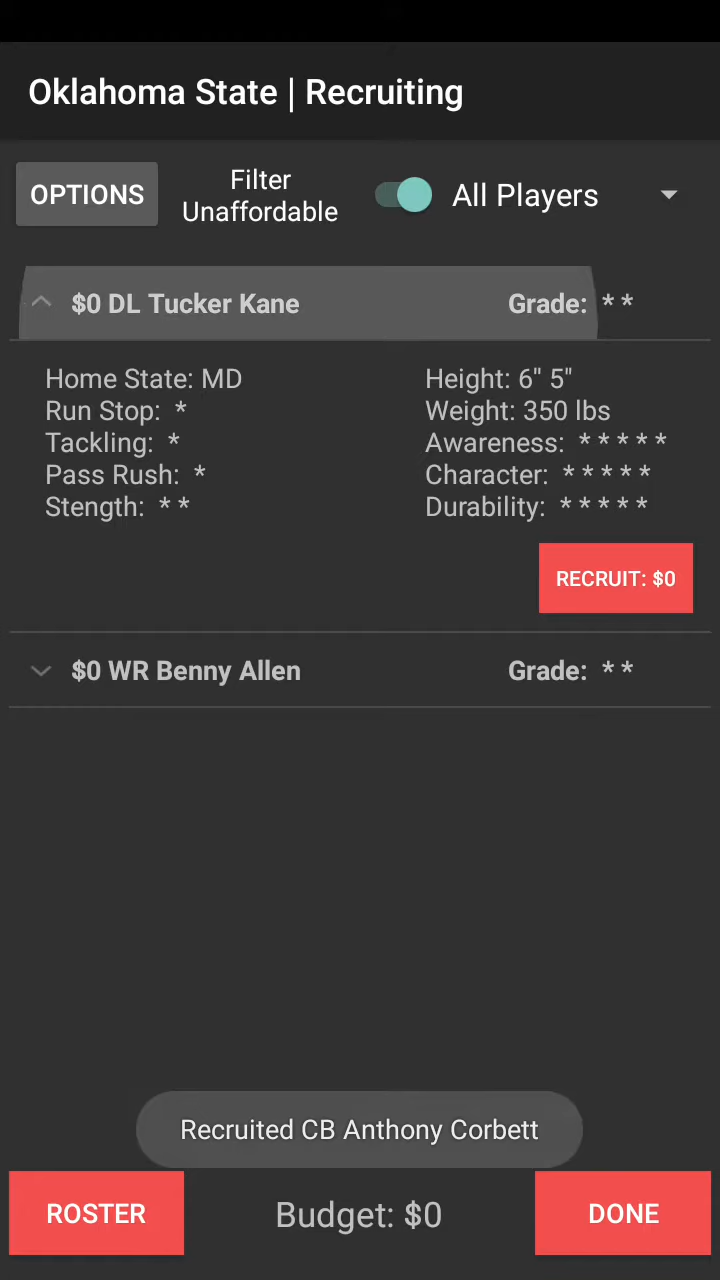 Oklahoma State | Recruiting
OPTIONS
Filter
Unaffordable
All Players
$0 DL Tucker Kane Grade: * *
Home State: MD Height: 6" 5"
Run Stop: * Weight: 350 lbs
Tackling: * Awareness: * * * * *
Pass Rush: * Character: * * * * *
Stength: * * Durability: * * * * *
RECRUIT: $0
$0 WR Benny Allen Grade: * *
Recruited CB Anthony Corbett
ROSTER Budget: $0 DONE